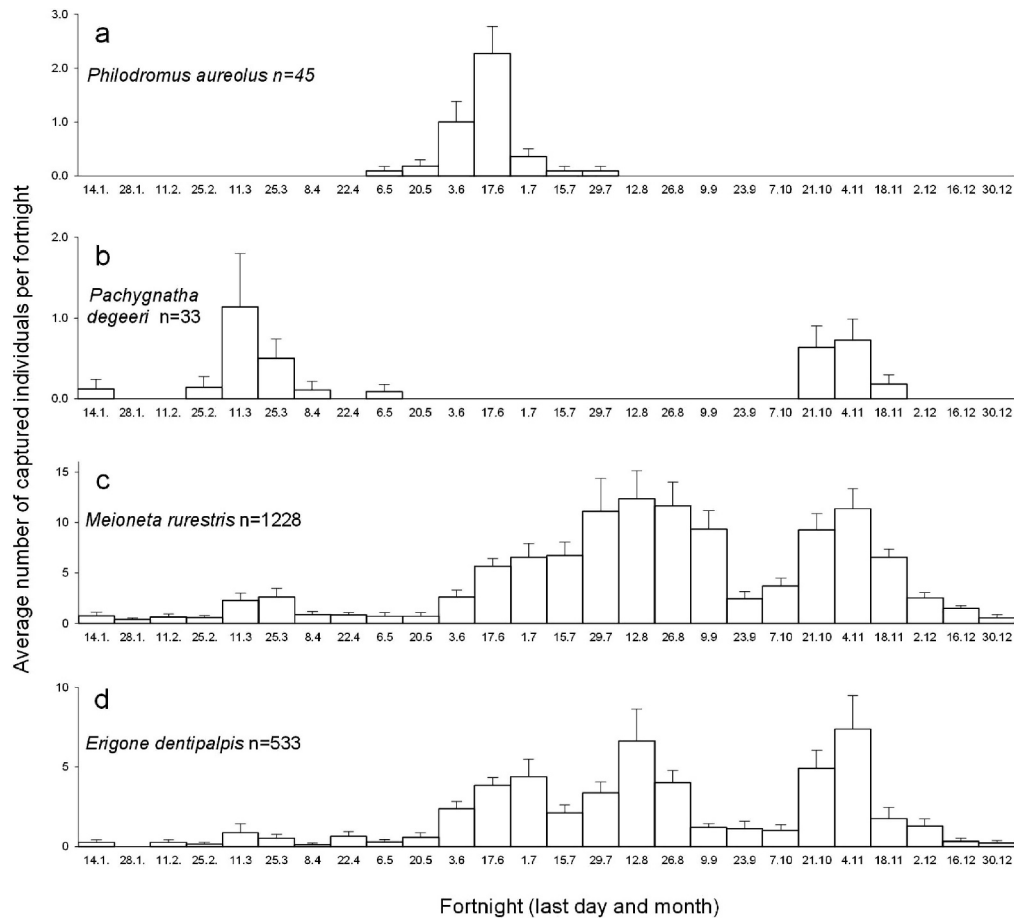 Average number of captured individuals per fortnight
3.0
2.0
1.0
0.0
a
Philodromus aureolus n=45
14.1. 28.1. 11.2. 25.2. 11.3 25.3 8.4 22.4 6.5 20.5 3.6 17.6 1.7 15.7 29.7 12.8 26.8 9.9 23.9 7.10 21.10 4.11 18.11 2.12 16.12 30.12
2.0
1.0
0.0
b
Pachygnatha
degeeri n=33
14.1. 28.1. 11.2. 25.2. 11.3 25.3 8.4 22.4 6.5 20.5 3.6 17.6 1.7 15.7 29.7 12.8 26.8 9.9 23.9 7.10 21.10 4.11 18.11 2.12 16.12 30.12
15
10
5
0
c
Meioneta rurestris n=1228
14.1. 28.1. 11.2. 25.2. 11.3 25.3 8.4 22.4 6.5 20.5 3.6 17.6 1.7 15.7 29.7 12.8 26.8 9.9 23.9 7.10 21.10 4.11 18.11 2.12 16.12 30.12
10
5
0
d
Erigone dentipalpis n=533
14.1. 28.1. 11.2. 25.2. 11.3 25.3 8.4 22.4 6.5 20.5 3.6 17.6 1.7 15.7 29.7 12.8 26.8 9.9 23.9 7.10 21.10 4.11 18.11 2.12 16.12 30.12
Fortnight (last day and month)